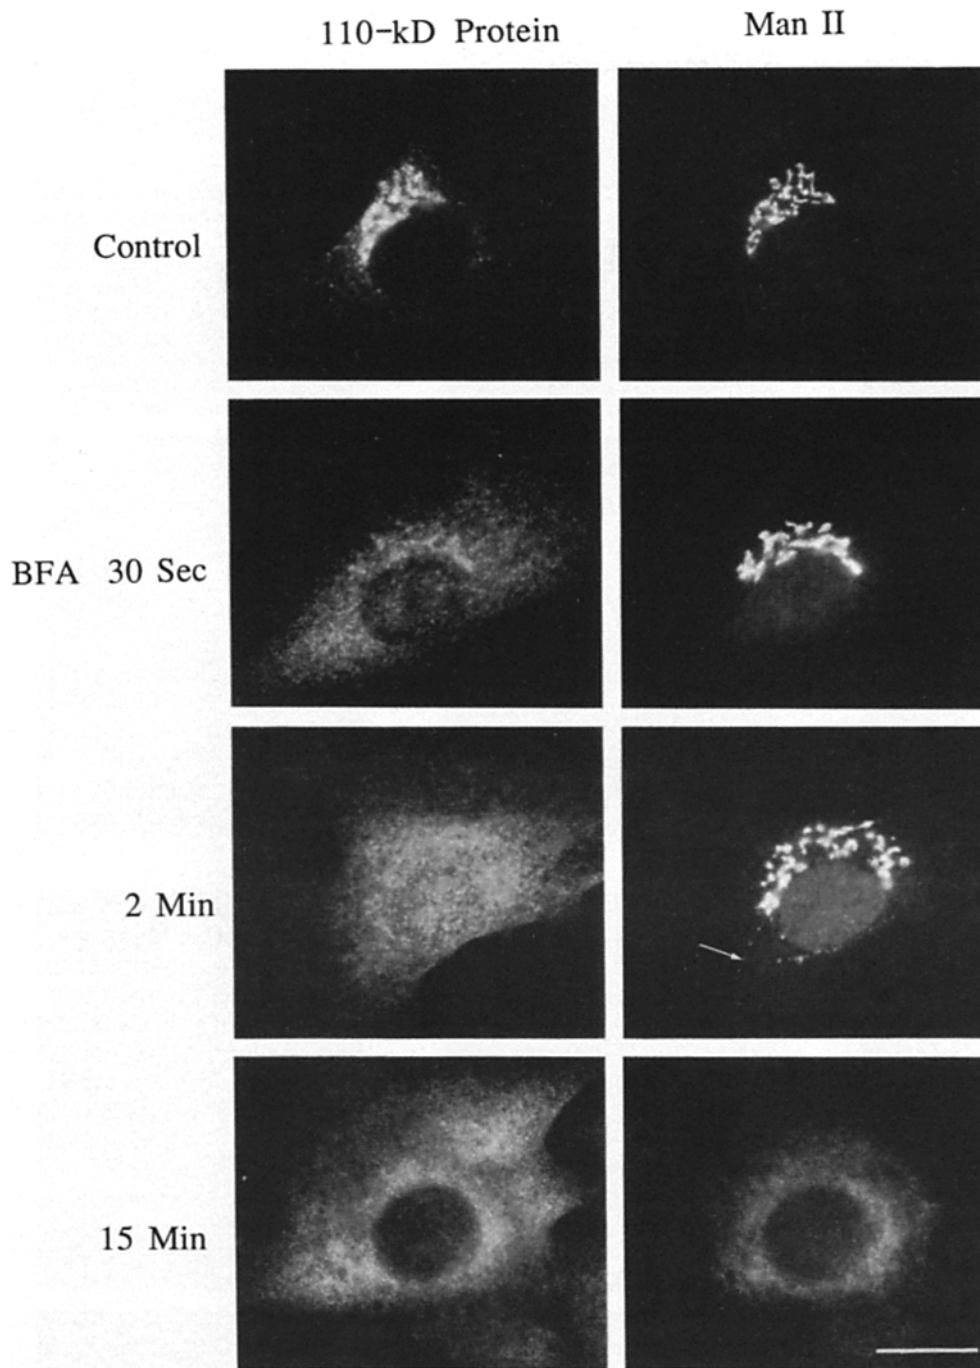 110-kD Protein
Man II
Control
BFA 30 Sec
2 Min
15 Min